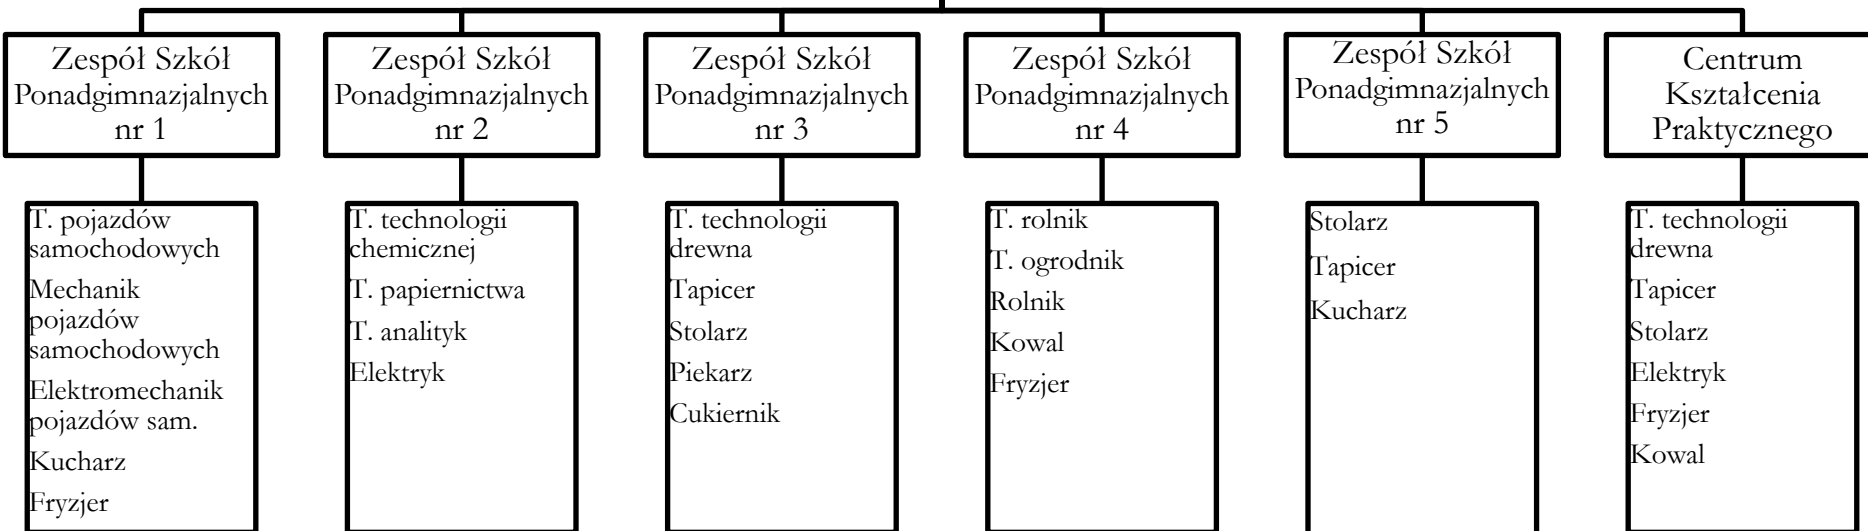 Zespół Szkół
Ponadgimnazjalnych
nr 1
Zespół Szkół
Ponadgimnazjalnych
nr 2
Zespół Szkół
Ponadgimnazjalnych
nr 3
Zespół Szkół
Ponadgimnazjalnych
nr 4
Zespół Szkół
Ponadgimnazjalnych
nr 5
Centrum
Kształcenia
Praktycznego
T. pojazdów
samochodowych
Mechanik
pojazdów
samochodowych
Elektromechanik
pojazdów sam.
Kucharz
Fryzjer
T. technologii
chemicznej
T. papiernictwa
T. analityk
Elektryk
T. technologii
drewna
Tapicer
Stolarz
Piekarz
Cukiernik
T. rolnik
T. ogrodnik
Rolnik
Kowal
Fryzjer
Stolarz
Tapicer
Kucharz
T. technologii
drewna
Tapicer
Stolarz
Elektryk
Fryzjer
Kowal